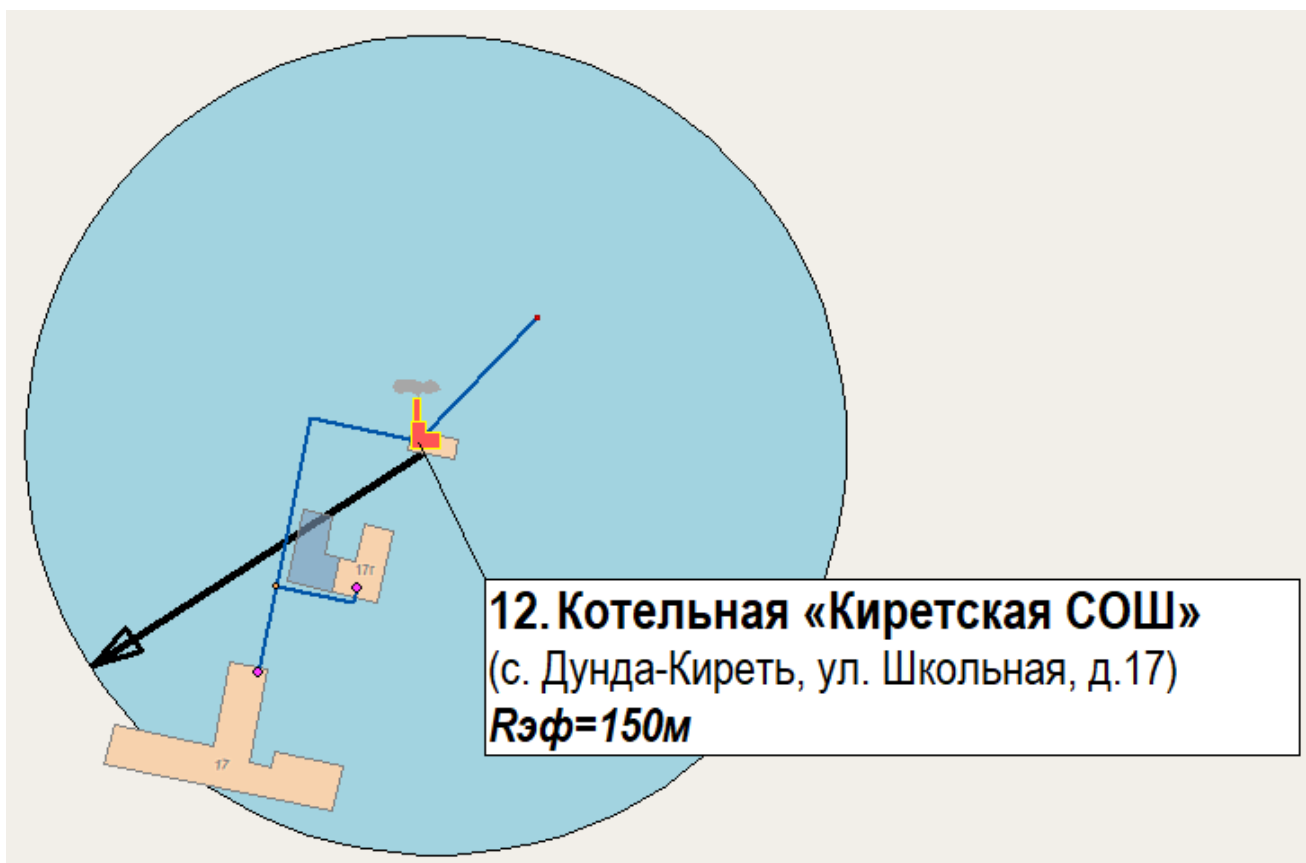 17г
12. Котельная «Киретская СОШ»
(с. Дунда-Киреть, ул. Школьная, д.17)
Rэф=150м
17